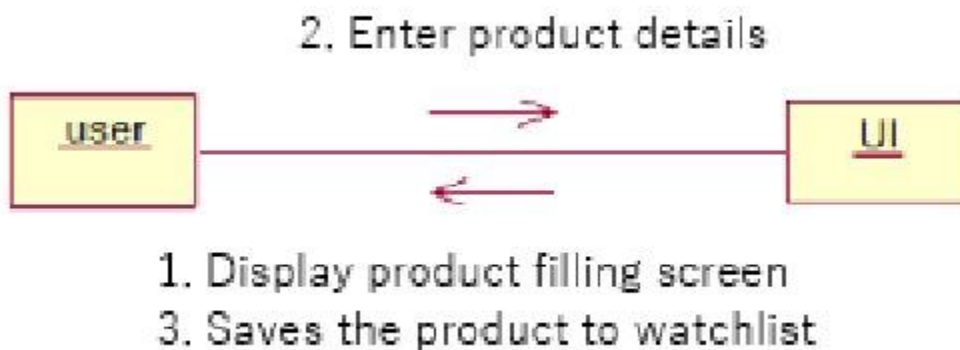 2. Enter product details
user
UI
1. Display product filling screen
3. Saves the product to watchlist